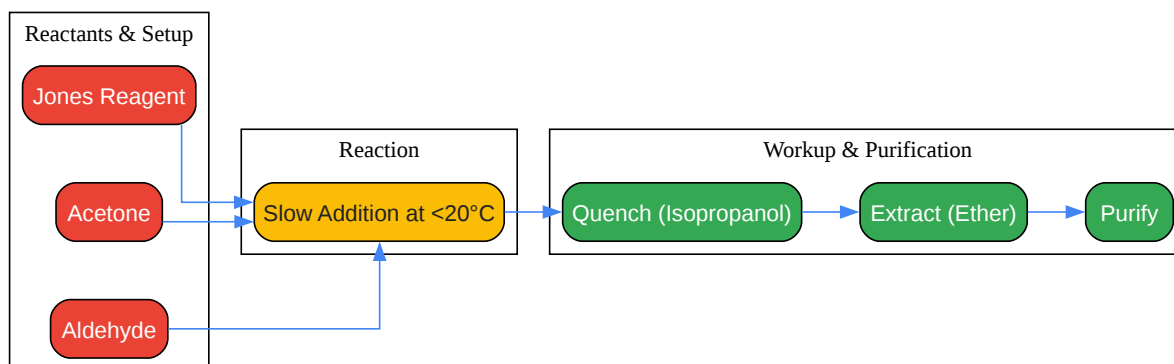 Reactants & Setup
Jones Reagent
Acetone
Aldehyde
Reaction
Slow Addition at <20°C
Workup & Purification
Quench (Isopropanol)
Extract (Ether)
Purify